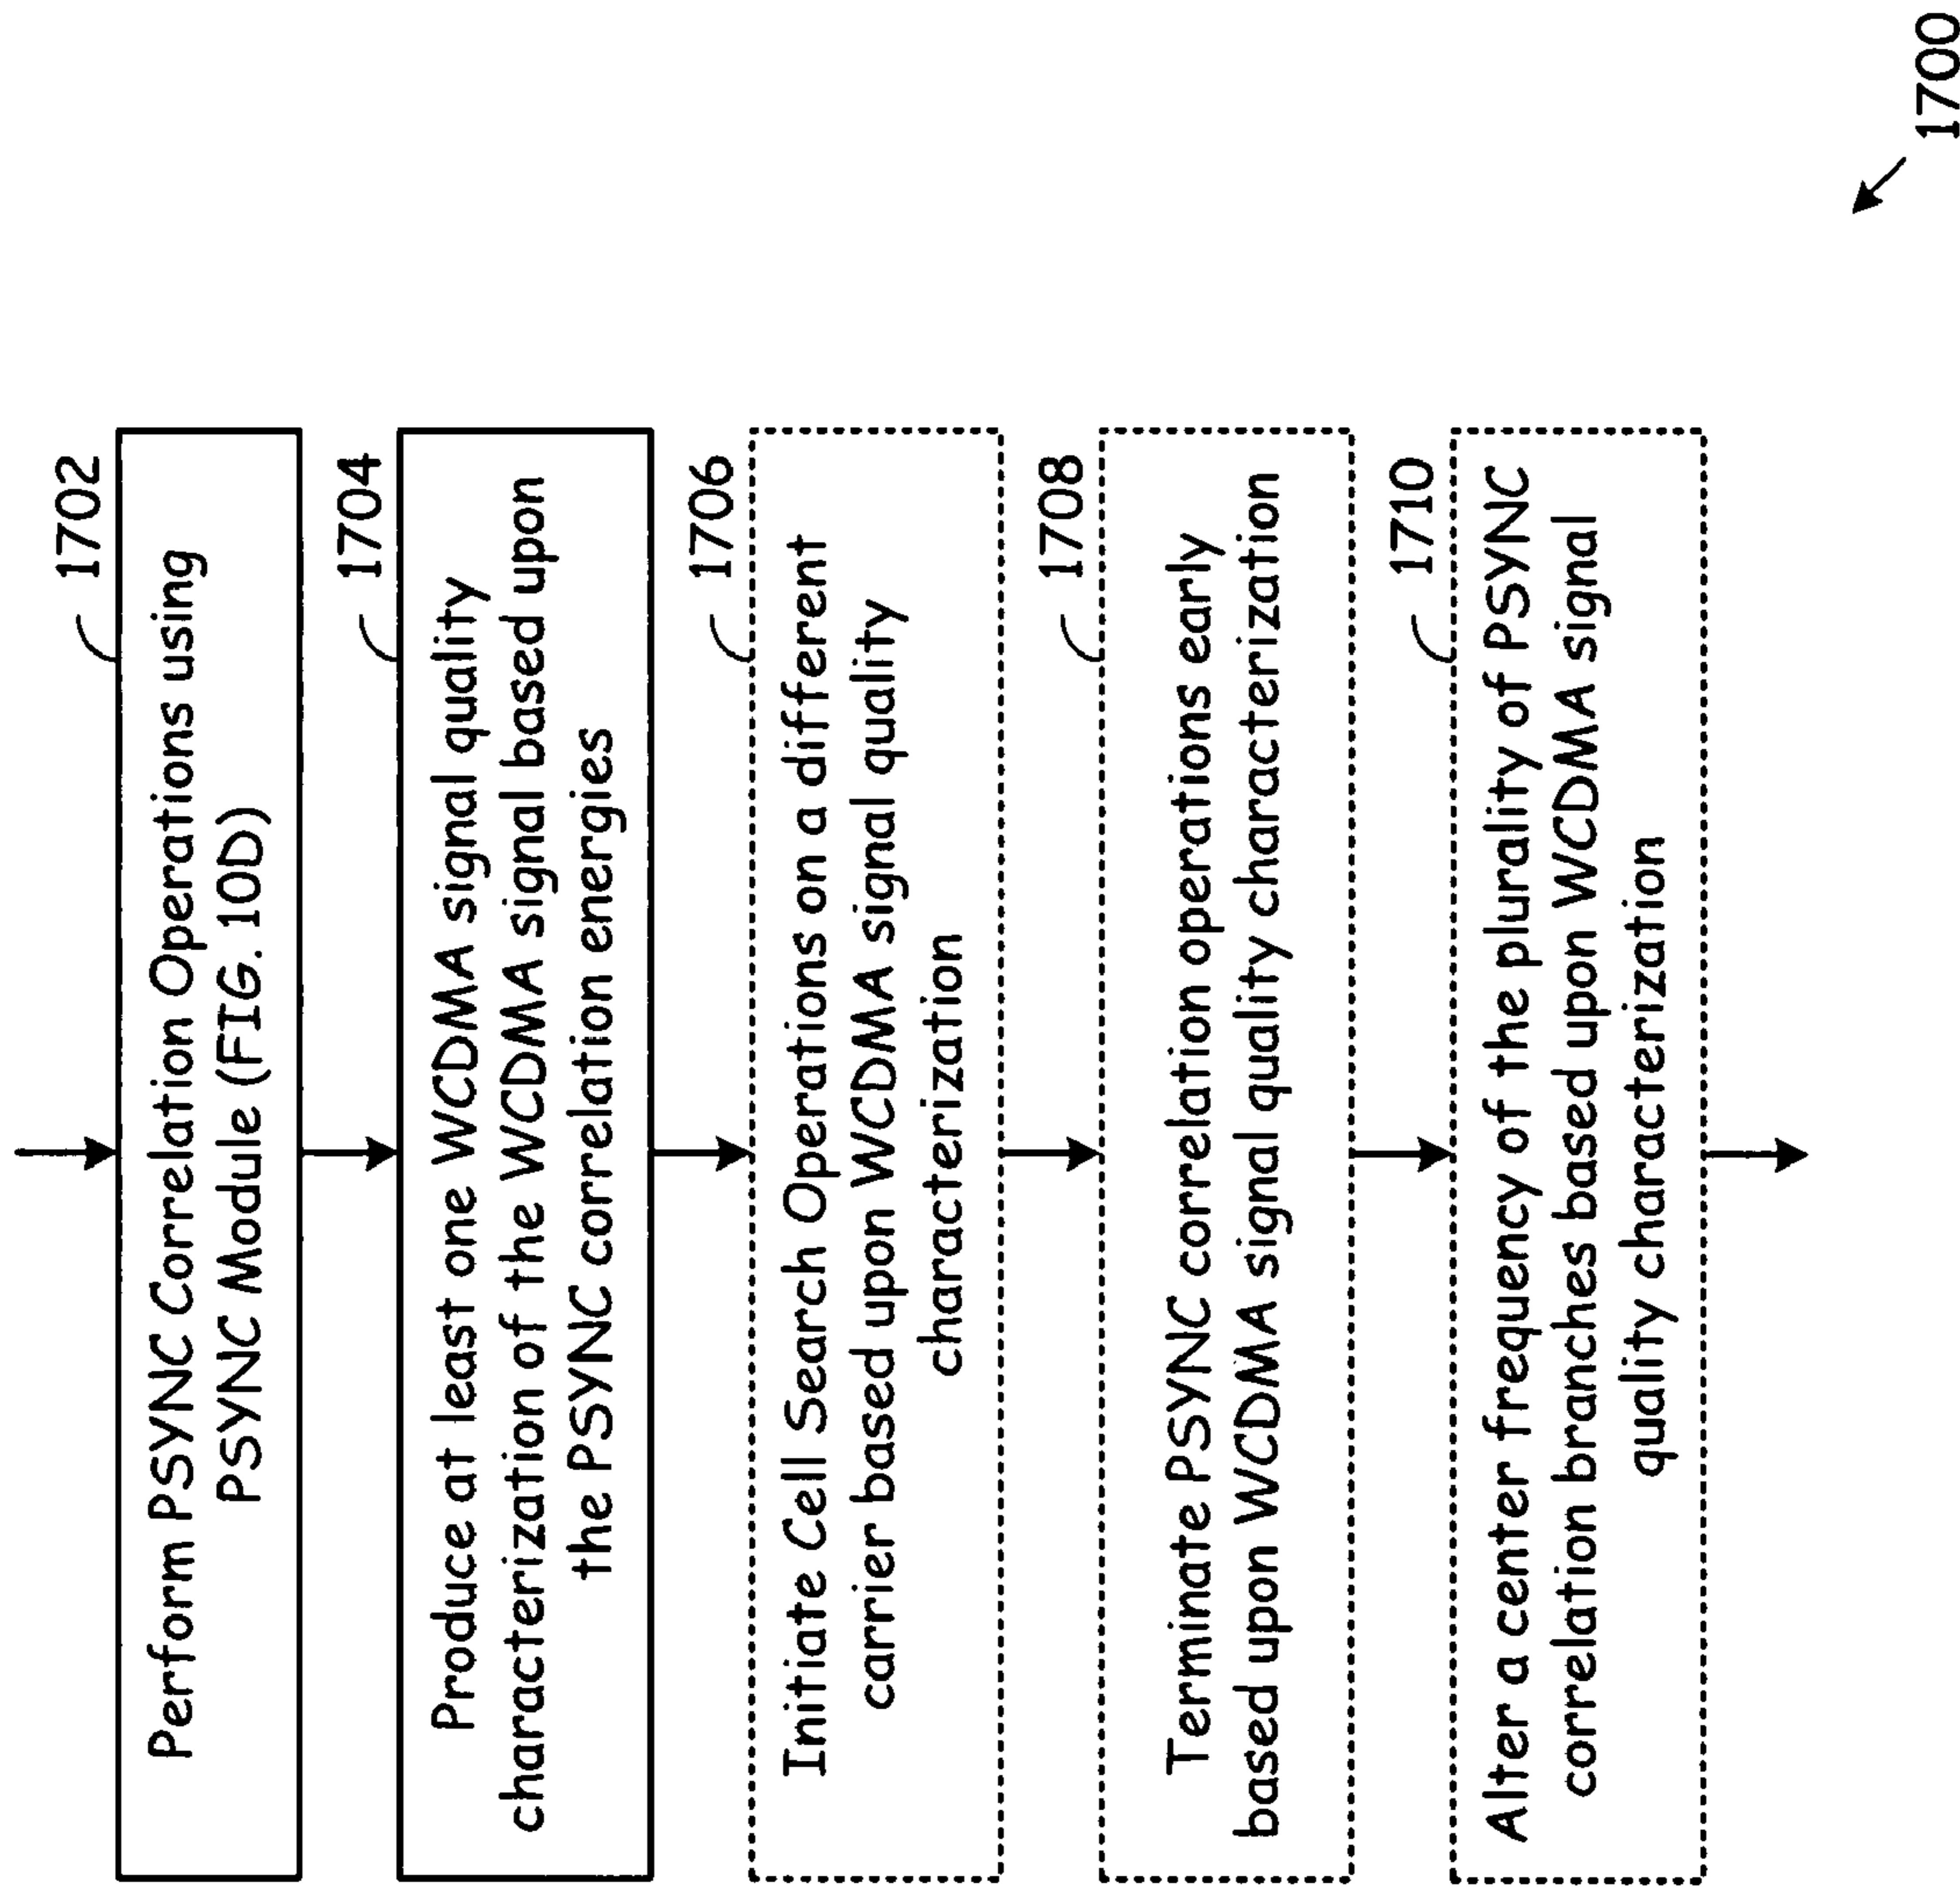 1702
Perform PSYNC Correlation Operations using
PSYNC Module (FIG. 10D)
1704
Produce at least one WCDMA signal quality
characterization of the WCDMA signal based upon
the PSYNC correlation energies
1706
Initiate Cell Search Operations on a different
carrier based upon WCDMA signal quality
characterization
1708
Terminate PSYNC correlation operations early
based upon WCDMA signal quality characterization
1710
Alter a center frequency of the plurality of PSYNC
correlation branches based upon WCDMA signal
quality characterization
1700